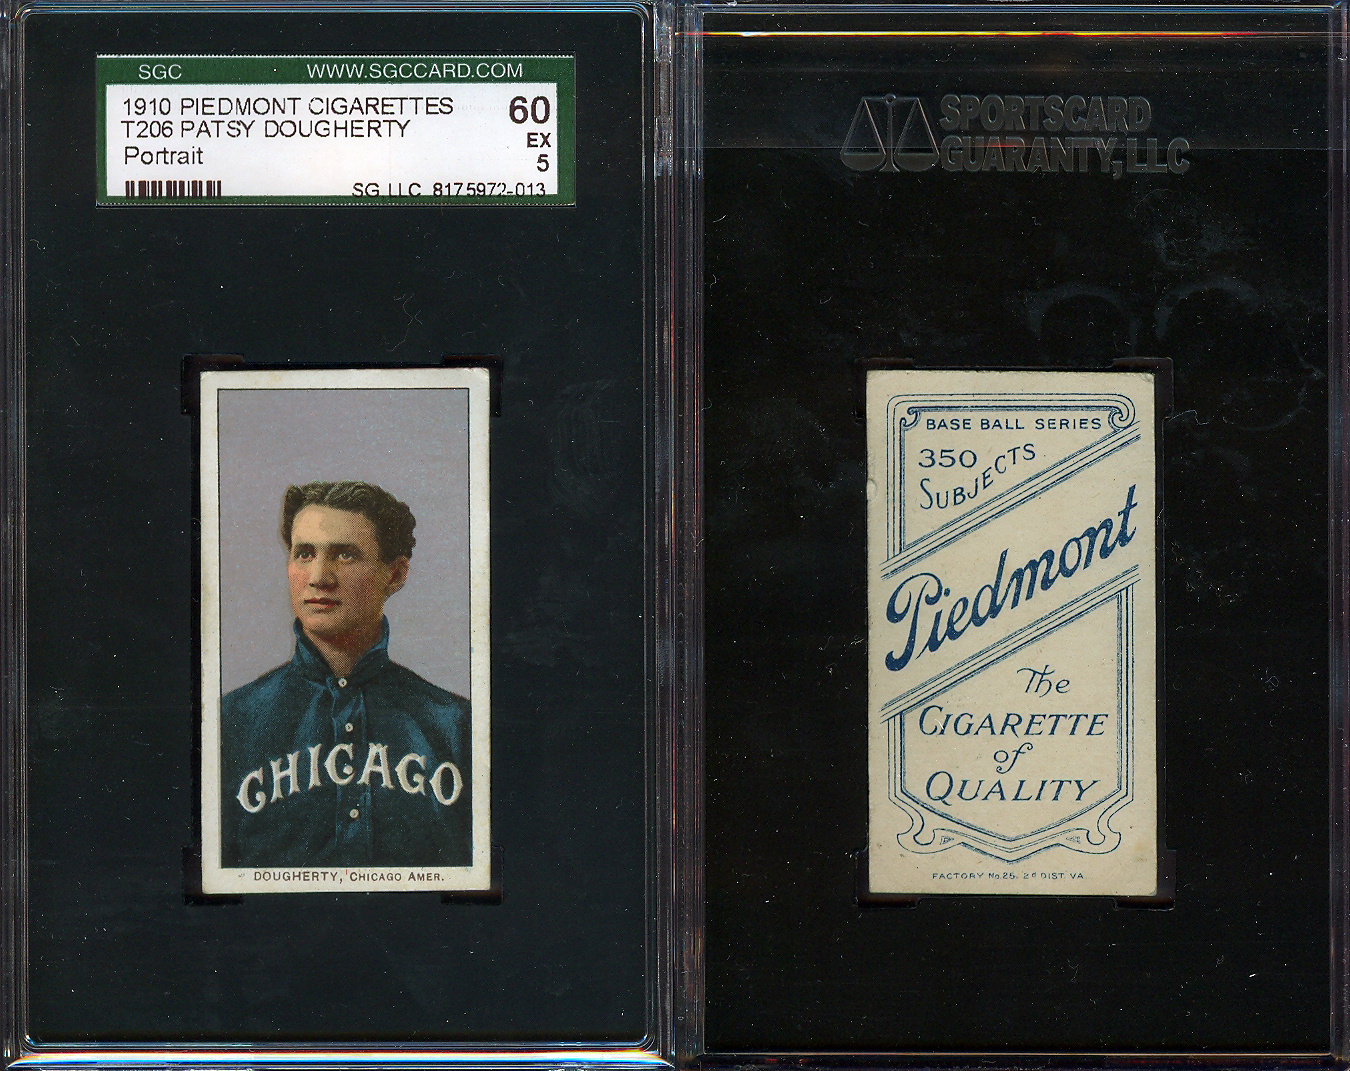 SGC WWW.SGCCARD.COM
1910 PIEDMONT CIGARETTES 60
T206 PATSY DOUGHERTY EX
Portrait 5
SG LLC 8175972-013
CHICAGO
DOUGHERTY, CHICAGO AMER.
SPORTSCARD
GUARANTY, LLC
BASE BALL SERIES
350
SUBJECTS
Piedmont
The
CIGARETTE
of
QUALITY
FACTORY No. 25. 2d DIST. VA.